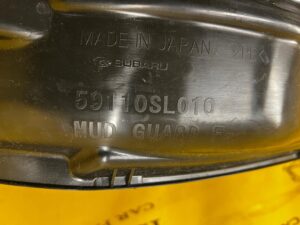 MADE IN JAPAN
SUBARU
59110SL010
MUD GUARD